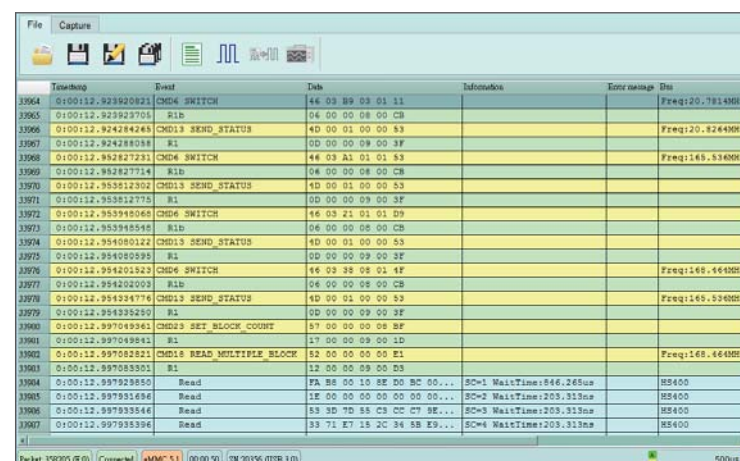 File Capture
Timestamp Event Data Information Error message Bus
33964 0:00:12.923920821 CMD6 SWITCH 46 03 B9 03 01 11 Freq:20.7814MH
33965 0:00:12.923923705 R1b 06 00 00 08 00 CB
33966 0:00:12.924284265 CMD13 SEND_STATUS 4D 00 01 00 00 53 Freq:20.8264MH
33967 0:00:12.924288058 R1 0D 00 00 09 00 3F
33968 0:00:12.952827231 CMD6 SWITCH 46 03 A1 01 01 53 Freq:165.536MH
33969 0:00:12.952827714 R1b 06 00 00 08 00 CB
33970 0:00:12.953812302 CMD13 SEND_STATUS 4D 00 01 00 00 53
33971 0:00:12.953812775 R1 0D 00 00 09 00 3F
33972 0:00:12.953948068 CMD6 SWITCH 46 03 21 01 01 D9
33973 0:00:12.953948548 R1b 06 00 00 08 00 CB
33974 0:00:12.954080122 CMD13 SEND_STATUS 4D 00 01 00 00 53
33975 0:00:12.954080595 R1 0D 00 00 09 00 3F
33976 0:00:12.954201523 CMD6 SWITCH 46 03 38 08 01 4F Freq:168.464MH
33977 0:00:12.954202003 R1b 06 00 00 08 00 CB
33978 0:00:12.954334776 CMD13 SEND_STATUS 4D 00 01 00 00 53 Freq:165.536MH
33979 0:00:12.954335250 R1 0D 00 00 09 00 3F
33980 0:00:12.997049361 CMD23 SET_BLOCK_COUNT 57 00 00 00 08 BF
33981 0:00:12.997049841 R1 17 00 00 09 00 1D
33982 0:00:12.997082821 CMD18 READ_MULTIPLE_BLOCK 52 00 00 00 00 E1 Freq:168.464MH
33983 0:00:12.997083301 R1 12 00 00 09 00 D3
33984 0:00:12.997929850 Read FA B8 00 10 8E D0 BC 00... SC=1 WaitTime:846.265us HS400
33985 0:00:12.997931696 Read 1E 00 00 00 00 00 00 00... SC=2 WaitTime:203.313ns HS400
33986 0:00:12.997933546 Read 53 3D 7D 55 C3 CC C7 9E... SC=3 WaitTime:203.313ns HS400
33987 0:00:12.997935396 Read 33 71 E7 15 2C 34 5B E9... SC=4 WaitTime:203.313ns HS400
Packet 358205 (F:0) Connected eMMC 5.1 00:00:50 SN:20356 (USB 3.0) 500us